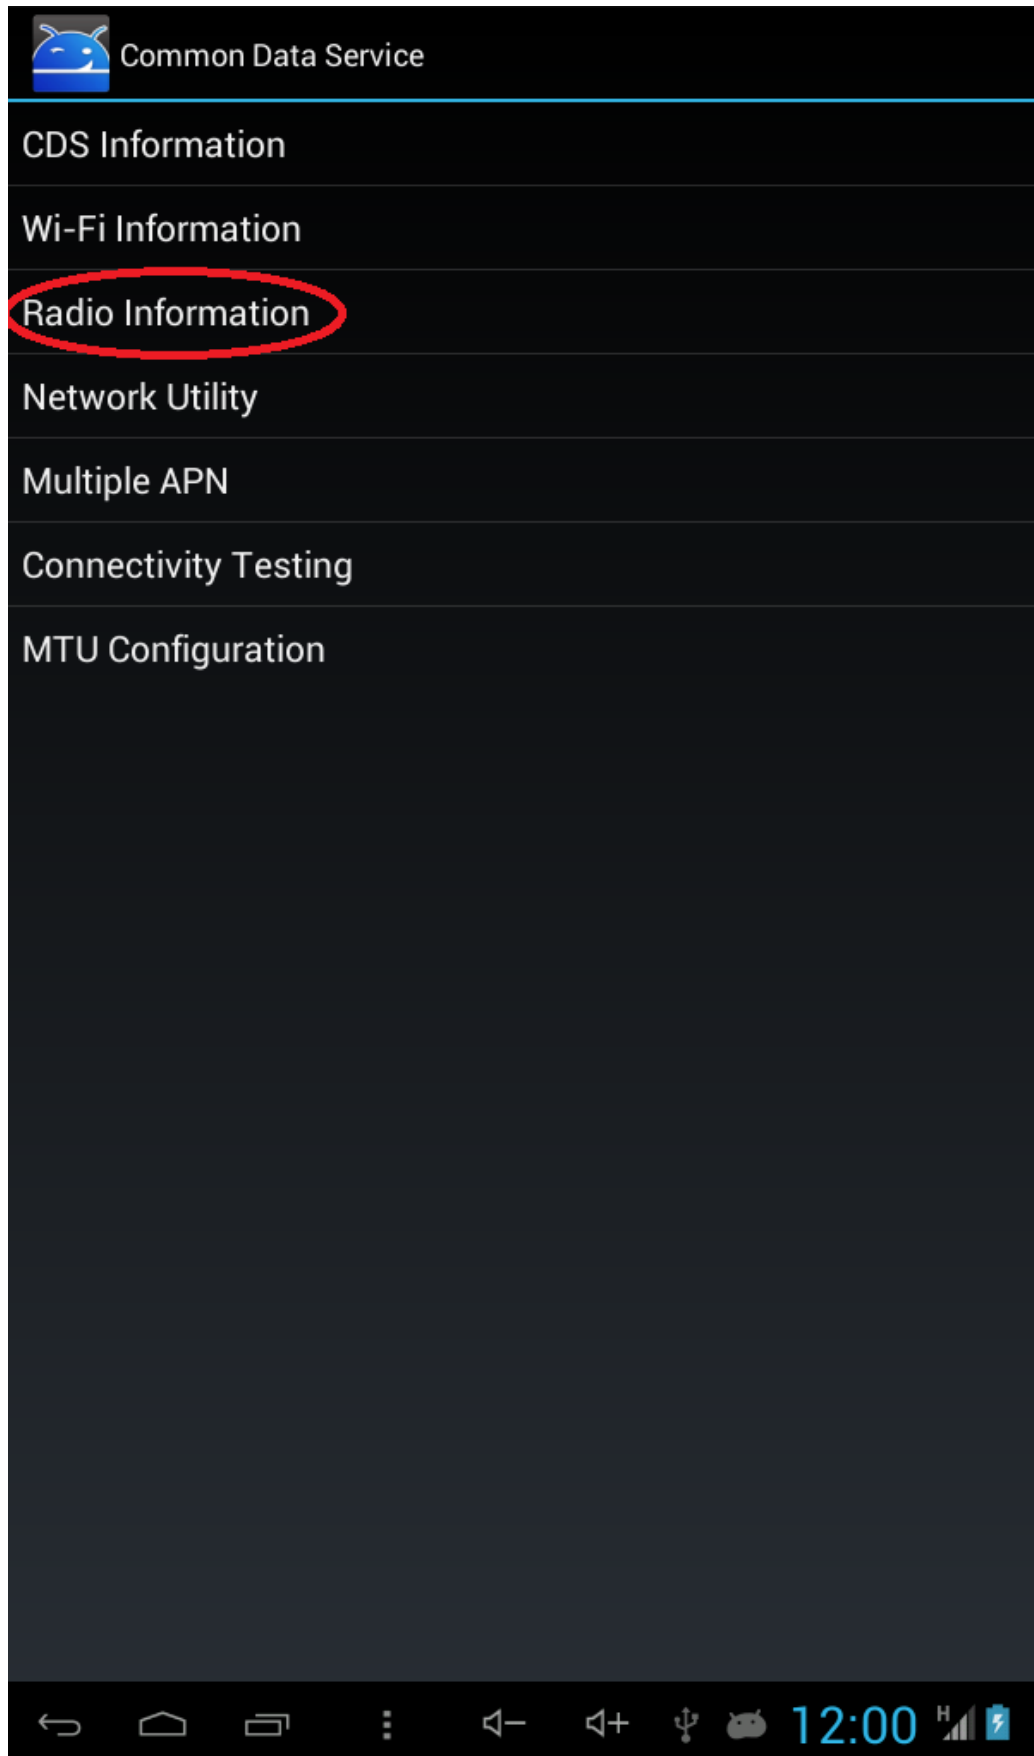 Common Data Service
CDS Information
Wi-Fi Information
Radio Information
Network Utility
Multiple APN
Connectivity Testing
MTU Configuration
12:00 H